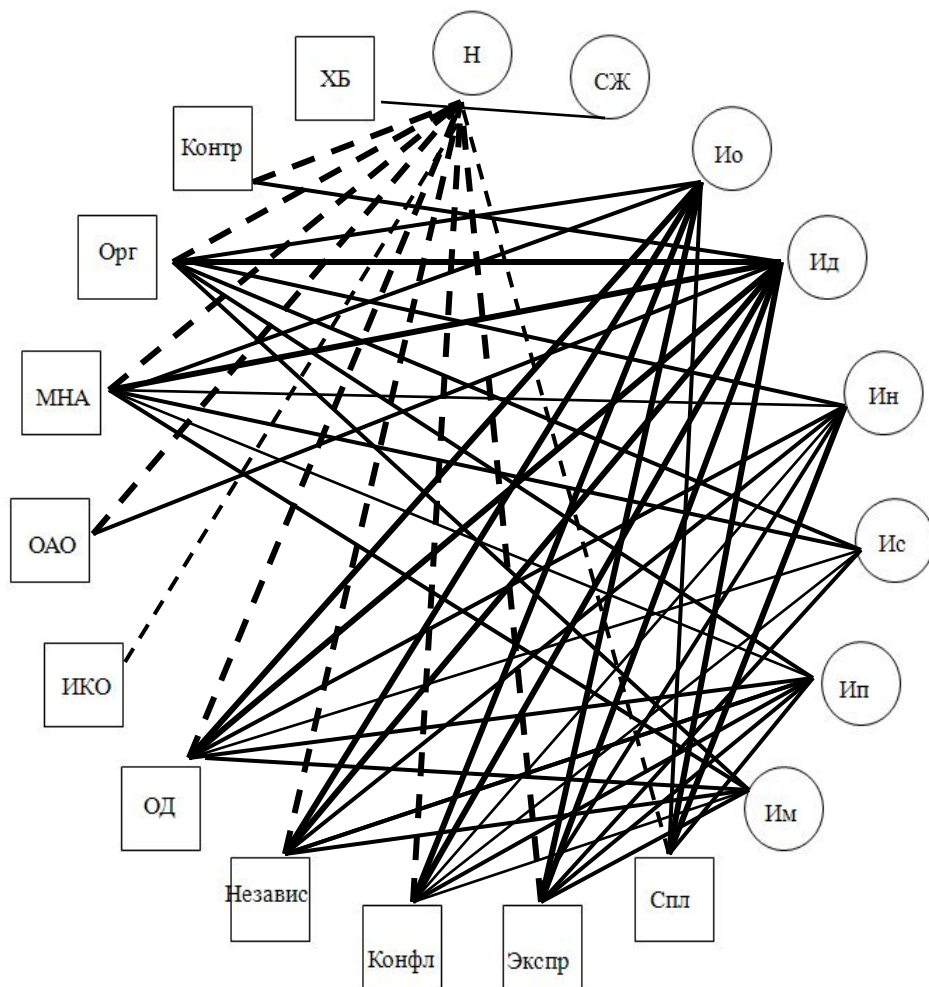 Н
ХБ
СЖ
Контр
Ио
Орг
Ид
МНА
Ин
ОАО
Ис
ИКО
Ип
ОД
Им
Независ
Спл
Конфл
Экспр